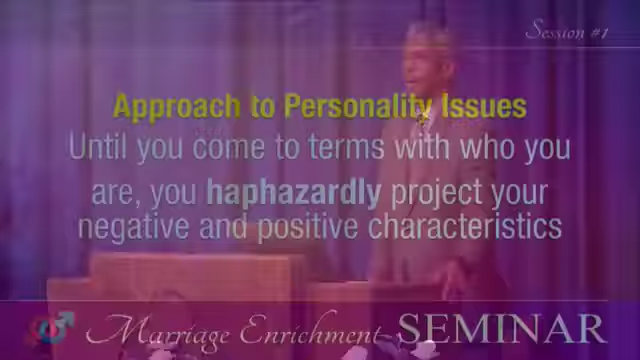 Session #1
Approach to Personality Issues
Until you come to terms with who you
are, you haphazardly project your
negative and positive characteristics
Marriage Enrichment SEMINAR